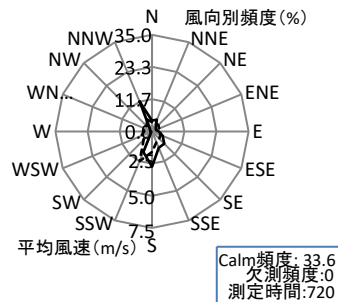 N
風向別頻度(%)
35.0
NNW
NNE
NW
23.3
NE
WN...
11.7
ENE
W
0.0
E
WSW
2.5
ESE
SW
5.0
SE
SSW
SSE
平均風速(m/s)
7.5
S
Calm頻度: 33.6
欠測頻度:0
測定時間:720